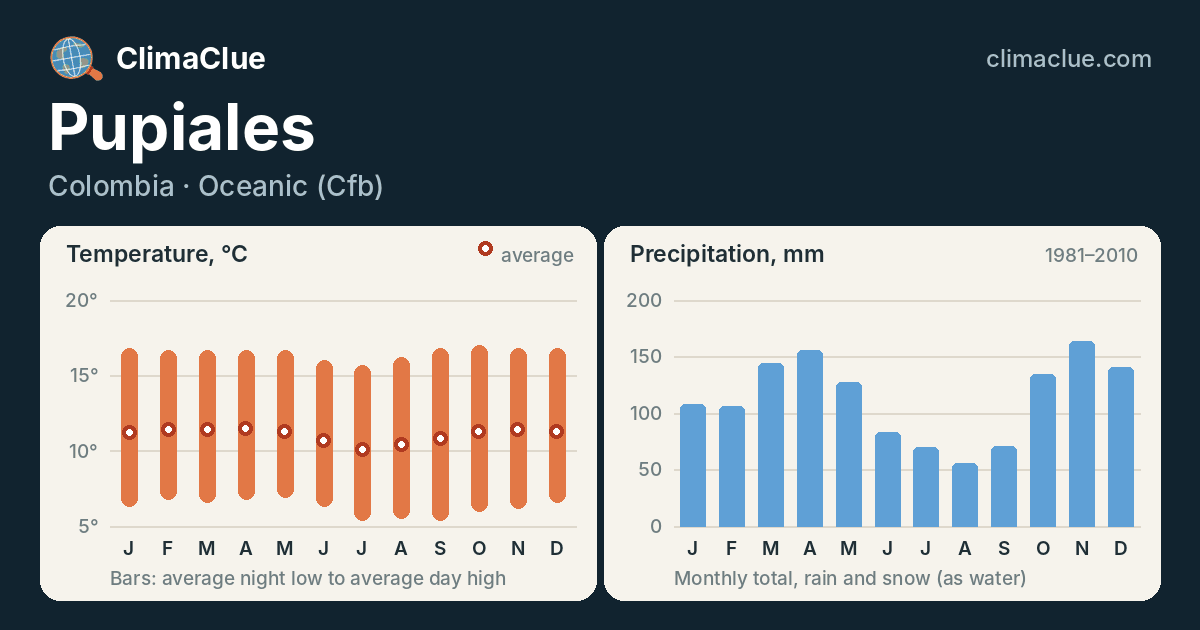 ClimaClue
climaclue.com
Pupiales
Colombia · Oceanic (Cfb)
Temperature, °C
average
20°
15°
10°
5°
J F M A M J J A S O N D
Bars: average night low to average day high
Precipitation, mm
1981–2010
200
150
100
50
0
J F M A M J J A S O N D
Monthly total, rain and snow (as water)